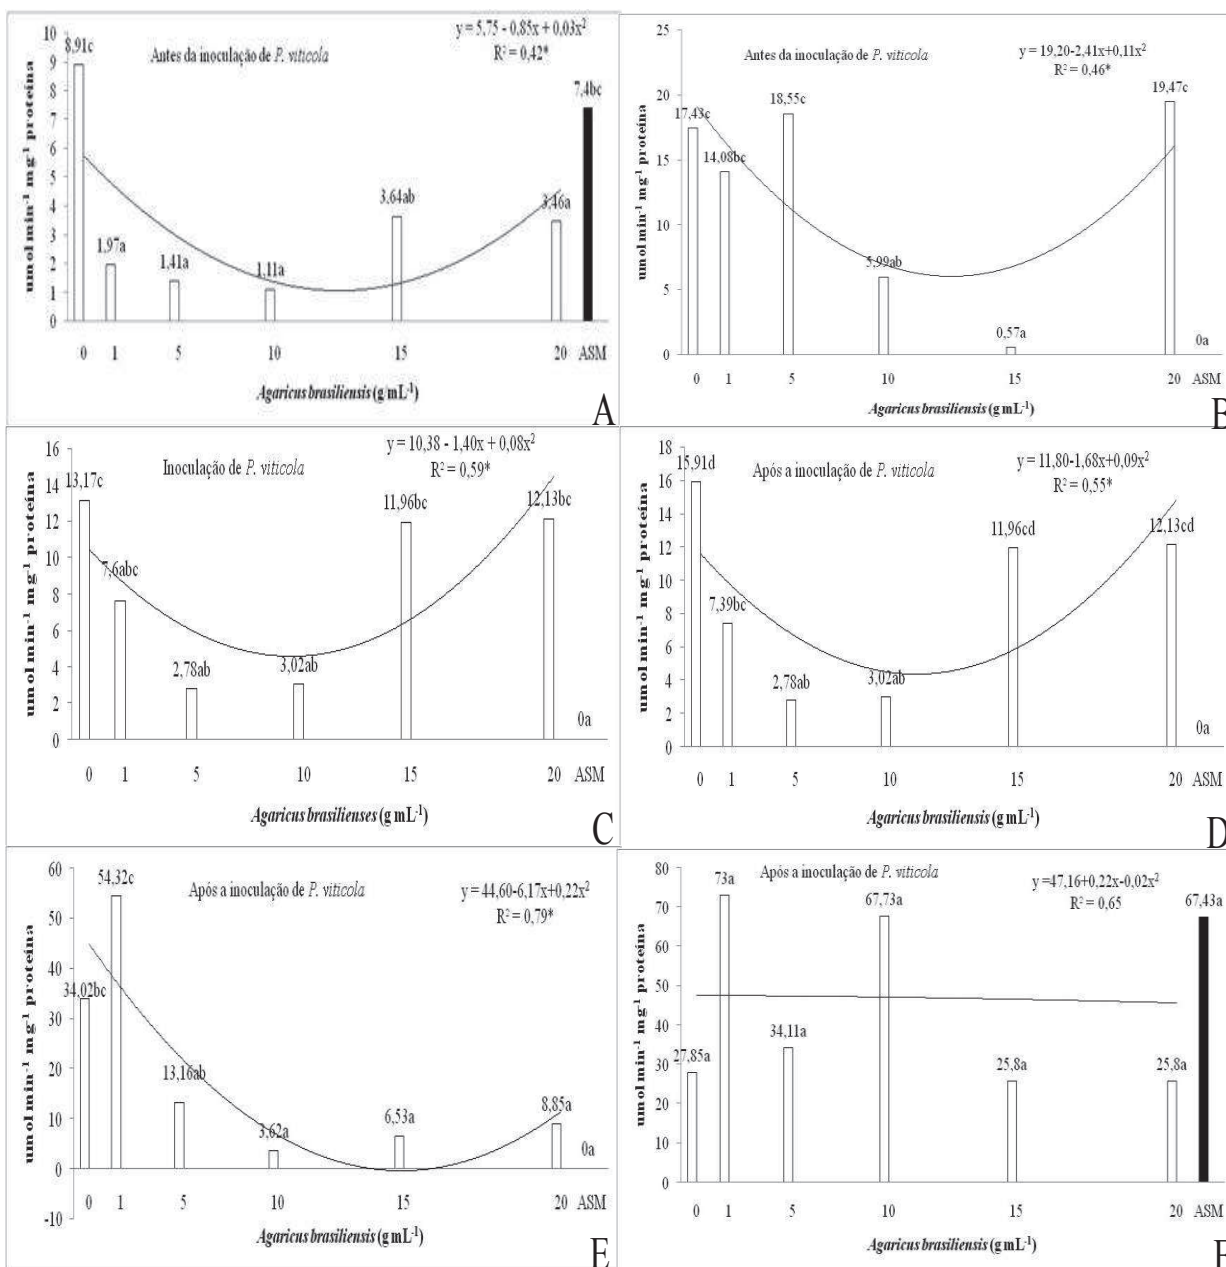 y = 5,75 - 0,85x + 0,03x²
R² = 0,42*
Antes da inoculação de P. viticola
umol min⁻¹ mg⁻¹ proteína
10
9
8
7
6
5
4
3
2
1
0
8,91c
1,97a
1,41a
1,11a
3,64ab
3,46a
7,4bc
0 1 5 10 15 20 ASM
Agaricus brasiliensis (g mL⁻¹)
A
Antes da inoculação de P. viticola
y = 19,20-2,41x+0,11x²
R² = 0,46*
umol min⁻¹ mg⁻¹ proteína
25
20
15
10
5
0
17,43c
14,08bc
18,55c
5,99ab
0,57a
19,47c
0a
0 1 5 10 15 20 ASM
Agaricus brasiliensis (g mL⁻¹)
B
Inoculação de P. viticola
y = 10,38 - 1,40x + 0,08x²
R² = 0,59*
umol min⁻¹ mg⁻¹ proteína
16
14
12
10
8
6
4
2
0
13,17c
7,6abc
2,78ab
3,02ab
11,96bc
12,13bc
0a
0 1 5 10 15 20 ASM
Agaricus brasilienses (g mL⁻¹)
C
Após a inoculação de P. viticola
y = 11,80-1,68x+0,09x²
R² = 0,55*
umol min⁻¹ mg⁻¹ proteína
18
16
14
12
10
8
6
4
2
0
15,91d
7,39bc
2,78ab
3,02ab
11,96cd
12,13cd
0a
0 1 5 10 15 20 ASM
Agaricus brasiliensis (g mL⁻¹)
D
Após a inoculação de P. viticola
y = 44,60-6,17x+0,22x²
R² = 0,79*
umol min⁻¹ mg⁻¹ proteína
60
50
40
30
20
10
0
-10
34,02bc
54,32c
13,16ab
3,62a
6,53a
8,85a
0a
0 1 5 10 15 20 ASM
Agaricus brasiliensis (g mL⁻¹)
E
Após a inoculação de P. viticola
y =47,16+0,22x-0,02x²
R² = 0,65
umol min⁻¹ mg⁻¹ proteína
80
70
60
50
40
30
20
10
0
27,85a
73a
34,11a
67,73a
25,8a
25,8a
67,43a
0 1 5 10 15 20 ASM
Agaricus brasiliensis (g mL⁻¹)
F